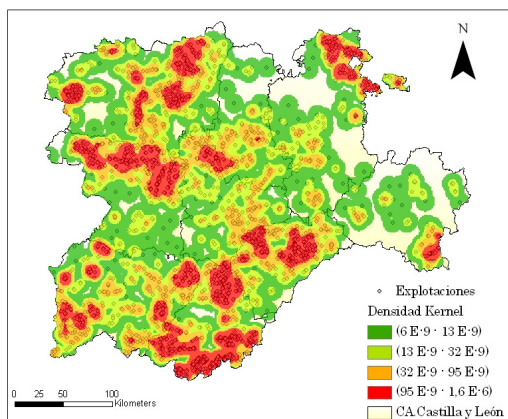 N
Explotaciones
Densidad Kernel
(6 E-9 - 13 E-9)
(13 E-9 - 32 E-9)
(32 E-9 - 95 E-9)
(95 E-9 - 1,6 E-6)
CA.Castilla y León
0 25 50 100
Kilometers